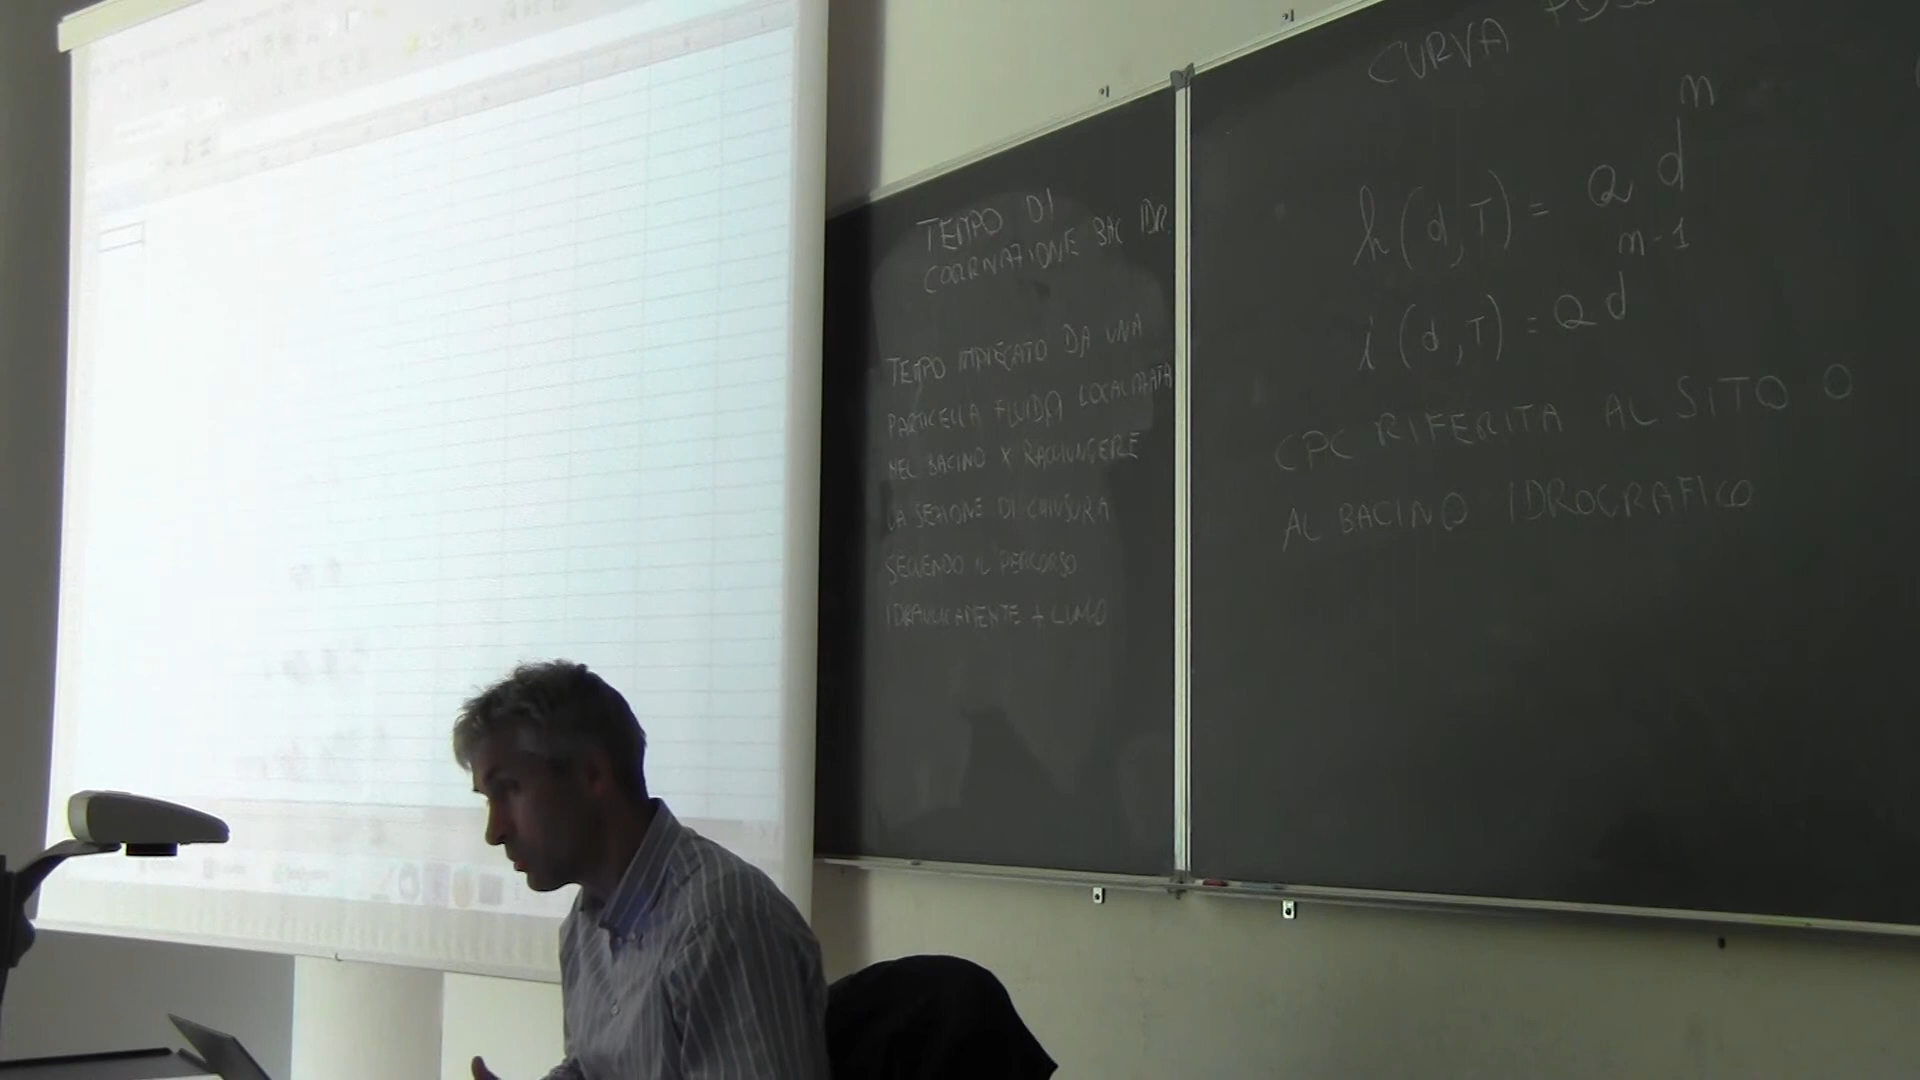 TEMPO DI
CORRIVAZIONE BAC IDR.
TEMPO IMPIEGATO DA UNA
PARTICELLA FLUIDA LOCALIZZATA
NEL BACINO X RAGGIUNGERE
LA SEZIONE DI CHIUSURA
SEGUENDO IL PERCORSO
IDRAULICAMENTE + LUNGO
CURVA
h(d,T) = a d^n
i(d,T) = a d^n-1
CPC RIFERITA AL SITO O
AL BACINO IDROGRAFICO